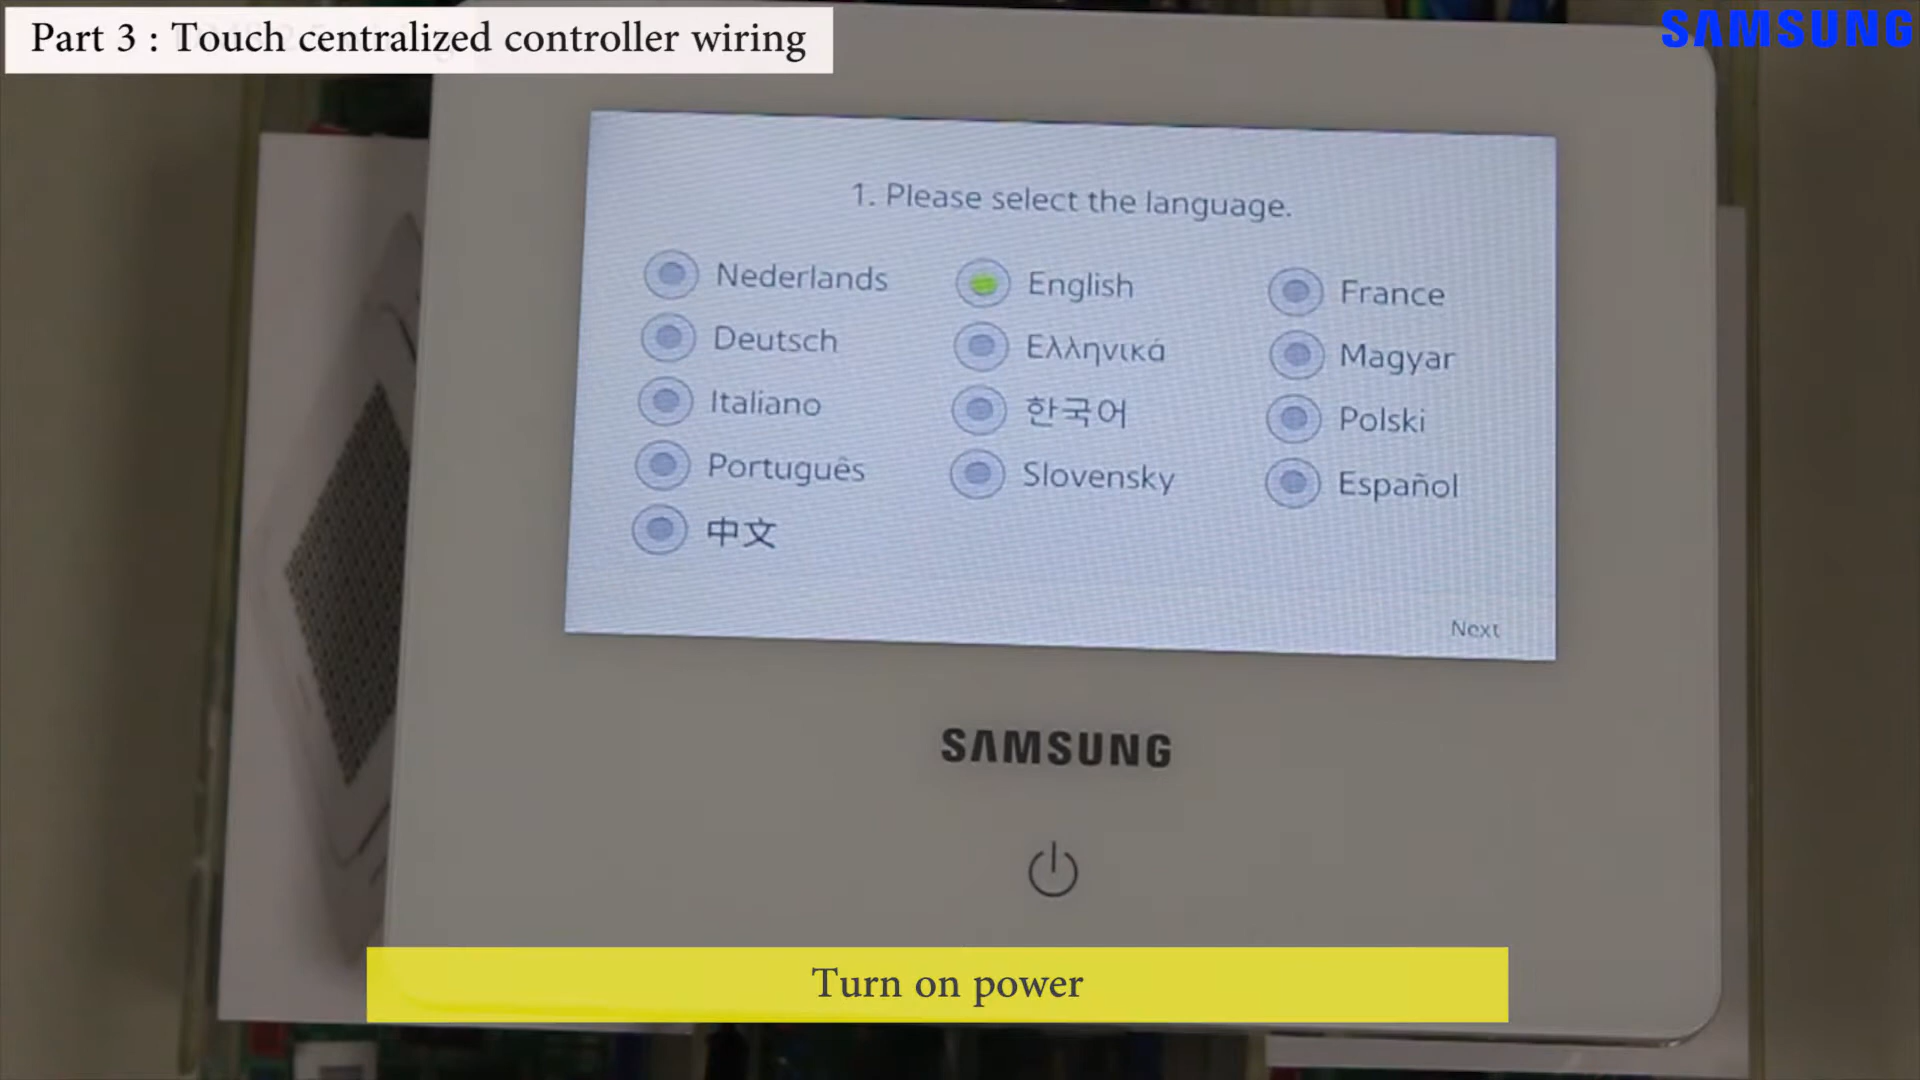 Part 3 : Touch centralized controller wiring
SAMSUNG
1. Please select the language.
Nederlands
English
France
Deutsch
Ελληνικά
Magyar
Italiano
한국어
Polski
Português
Slovensky
Español
中文
Next
SAMSUNG
Turn on power